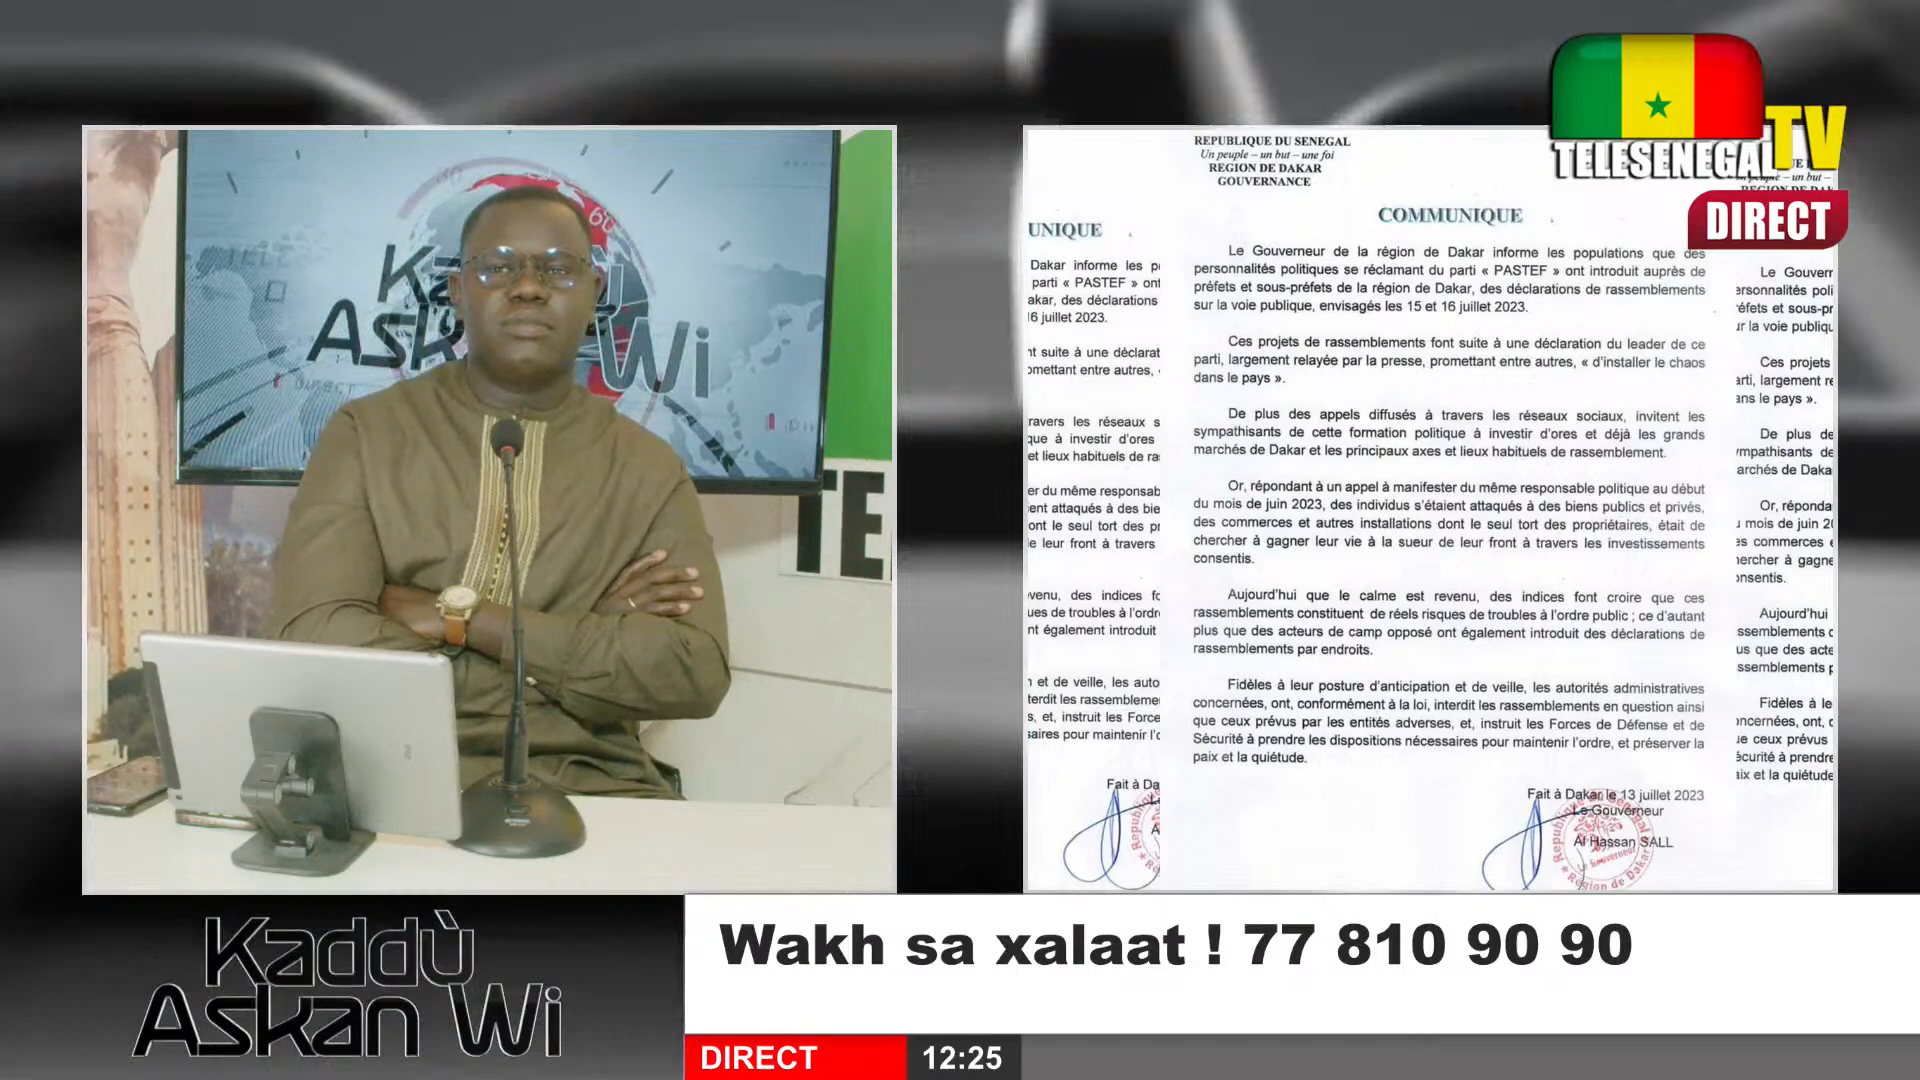 TELESENEGAL TV
DIRECT
60
Ka ù
Ask Wi
DIRECT
TE
REPUBLIQUE DU SENEGAL
Un peuple – un but – une foi
REGION DE DAKAR
GOUVERNANCE
COMMUNIQUE
Le Gouverneur de la région de Dakar informe les populations que des
personnalités politiques se réclamant du parti « PASTEF » ont introduit auprès de
préfets et sous-préfets de la région de Dakar, des déclarations de rassemblements
sur la voie publique, envisagés les 15 et 16 juillet 2023.
Ces projets de rassemblements font suite à une déclaration du leader de ce
parti, largement relayée par la presse, promettant entre autres, « d'installer le chaos
dans le pays ».
De plus des appels diffusés à travers les réseaux sociaux, invitent les
sympathisants de cette formation politique à investir d'ores et déjà les grands
marchés de Dakar et les principaux axes et lieux habituels de rassemblement.
Or, répondant à un appel à manifester du même responsable politique au début
du mois de juin 2023, des individus s'étaient attaqués à des biens publics et privés,
des commerces et autres installations dont le seul tort des propriétaires, était de
chercher à gagner leur vie à la sueur de leur front à travers les investissements
consentis.
Aujourd'hui que le calme est revenu, des indices font croire que ces
rassemblements constituent de réels risques de troubles à l'ordre public ; ce d'autant
plus que des acteurs de camp opposé ont également introduit des déclarations de
rassemblements par endroits.
Fidèles à leur posture d'anticipation et de veille, les autorités administratives
concernées, ont, conformément à la loi, interdit les rassemblements en question ainsi
que ceux prévus par les entités adverses, et, instruit les Forces de Défense et de
Sécurité à prendre les dispositions nécessaires pour maintenir l'ordre, et préserver la
paix et la quiétude.
Fait à Dakar le 13 juillet 2023
Le Gouverneur
Al Hassan SALL
Kaddù
Askan Wi
Wakh sa xalaat ! 77 810 90 90
DIRECT 12:25